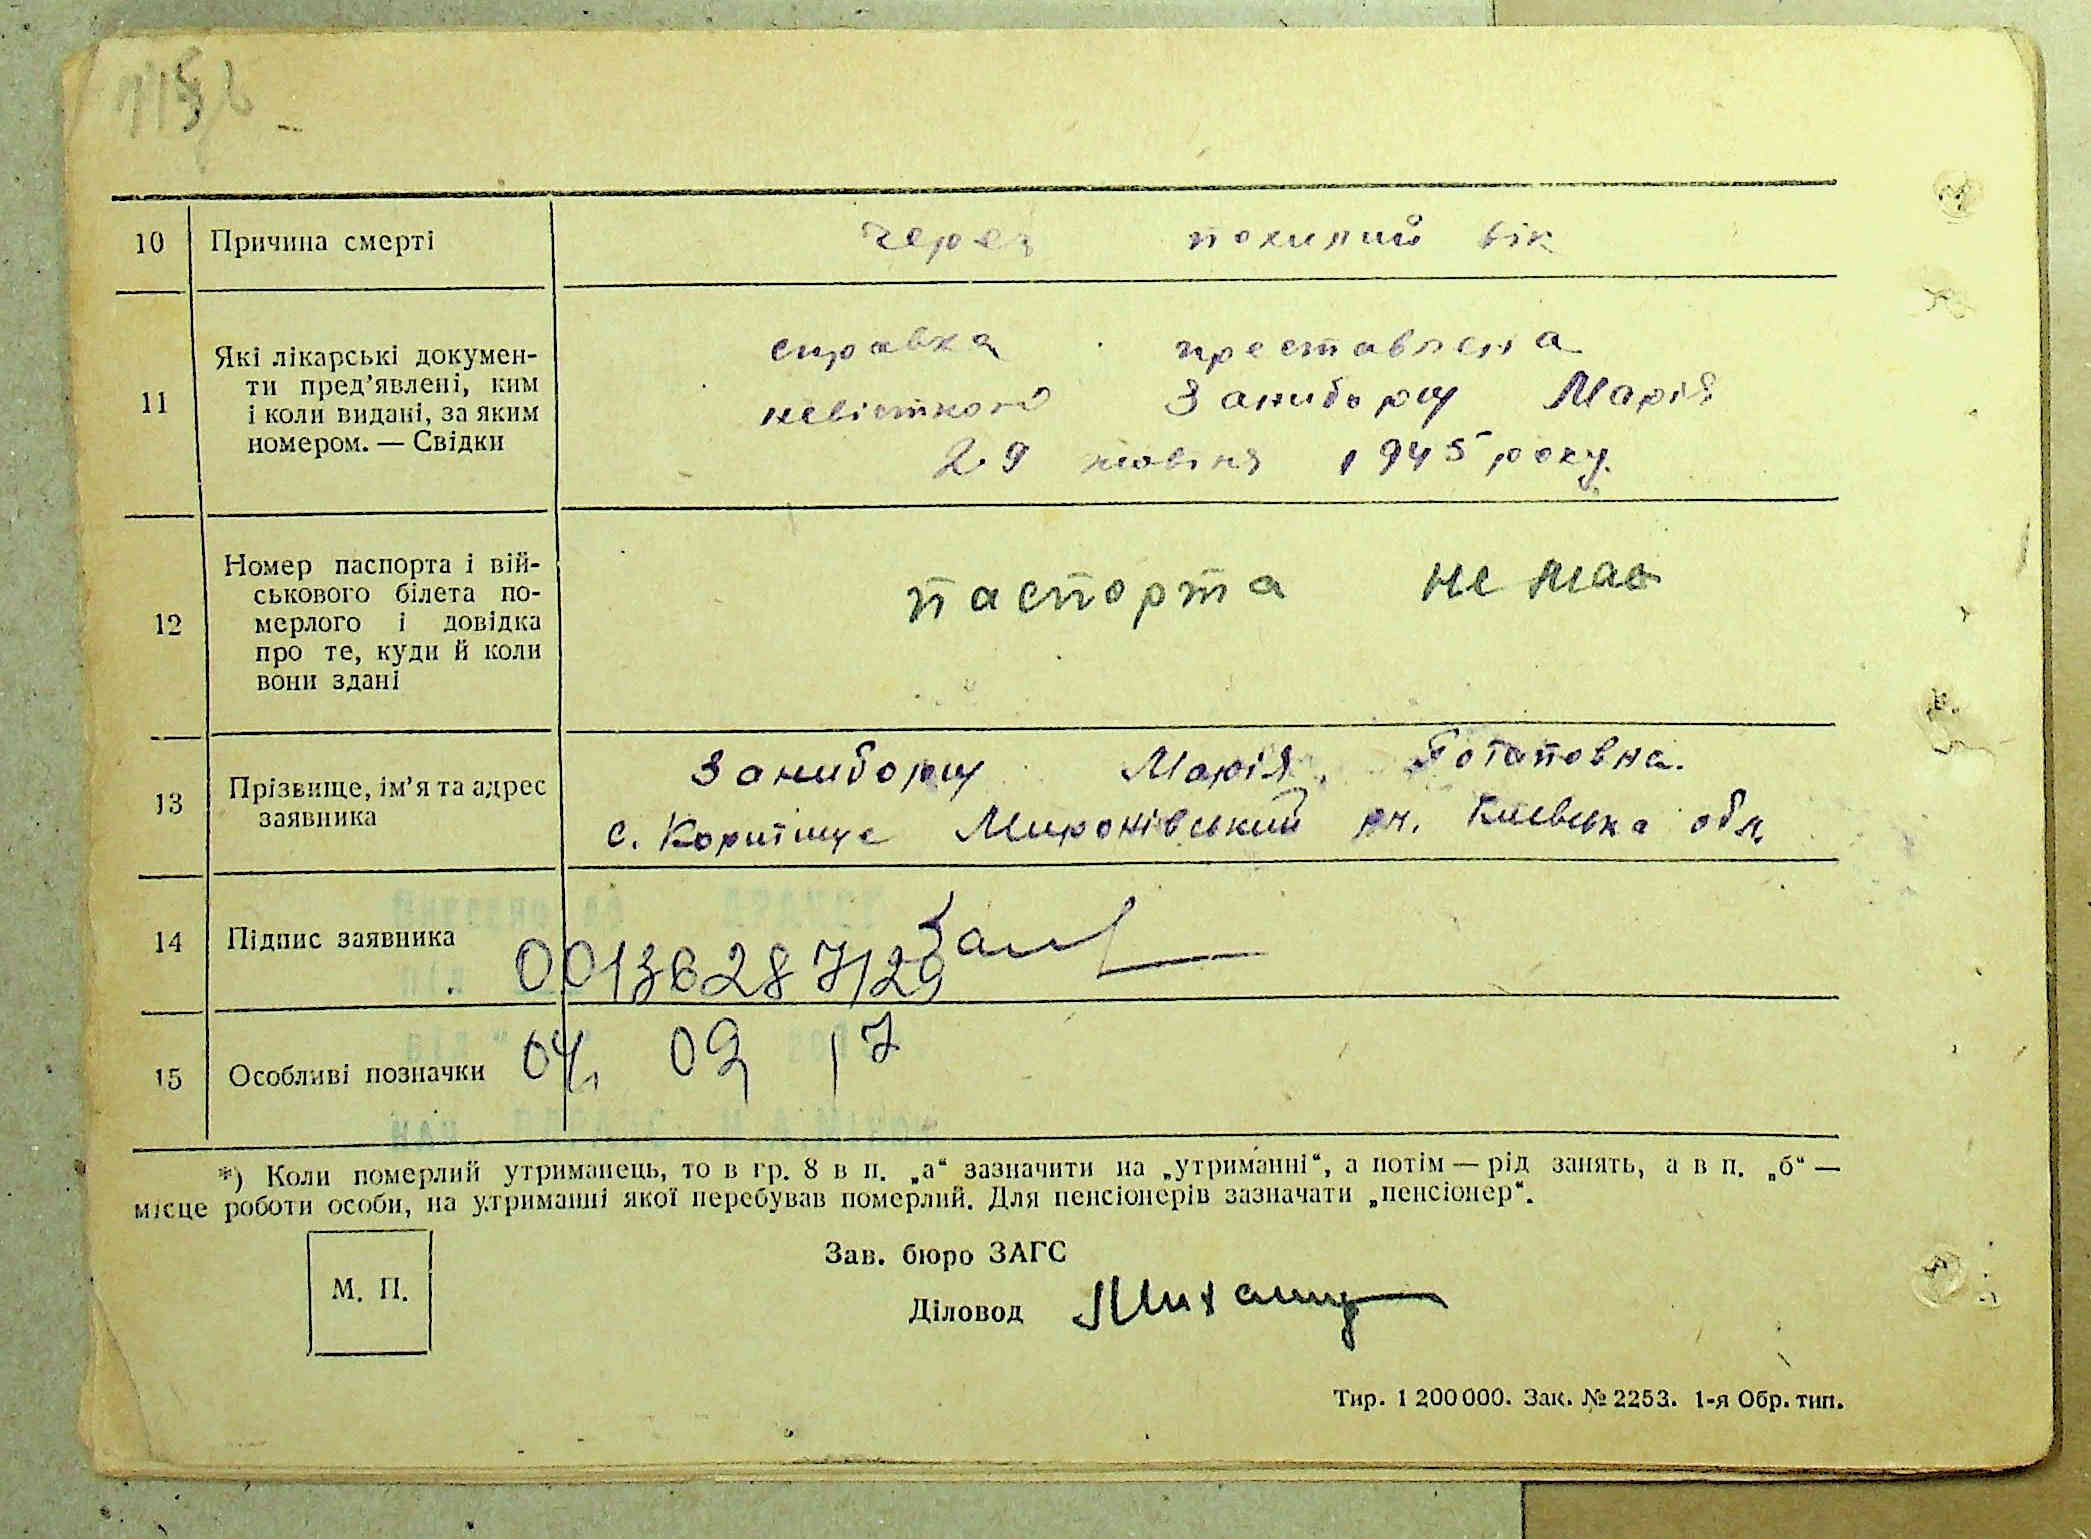 10 Причина смерті
через похилий вік
11 Які лікарські докумен-
ти пред’явлені, ким
і коли видані, за яким
номером. — Свідки
справка преставлена
невісткою Заниборщ Марія
29 жовтня 1945 року.
12 Номер паспорта і вій-
ськового білета по-
мерлого і довідка
про те, куди й коли
вони здані
паспорта не має
13 Прізвище, ім’я та адрес
заявника
Заниборщ Марія Потаповна.
с. Коритище Миронівський рн. Киевська обл
14 Підпис заявника
00136287129
15 Особливі позначки
04. 09 17
*) Коли померлий утриманець, то в гр. 8 в п. „а“ зазначити на „утриманні“, а потім — рід занять, а в п. „б“ —
місце роботи особи, на утриманні якої перебував померлий. Для пенсіонерів зазначати „пенсіонер“.
М. П.
Зав. бюро ЗАГС
Діловод
Тир. 1 200 000. Зак. № 2253. 1-я Обр. тип.